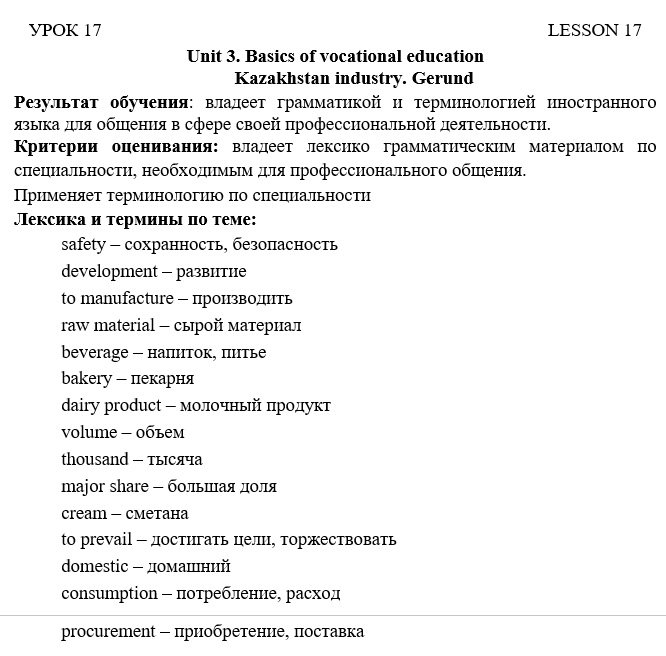 УРОК 17 LESSON 17
Unit 3. Basics of vocational education
Kazakhstan industry. Gerund
Результат обучения: владеет грамматикой и терминологией иностранного
языка для общения в сфере своей профессиональной деятельности.
Критерии оценивания: владеет лексико грамматическим материалом по
специальности, необходимым для профессионального общения.
Применяет терминологию по специальности
Лексика и термины по теме:
safety – сохранность, безопасность
development – развитие
to manufacture – производить
raw material – сырой материал
beverage – напиток, питье
bakery – пекарня
dairy product – молочный продукт
volume – объем
thousand – тысяча
major share – большая доля
cream – сметана
to prevail – достигать цели, торжествовать
domestic – домашний
consumption – потребление, расход
procurement – приобретение, поставка